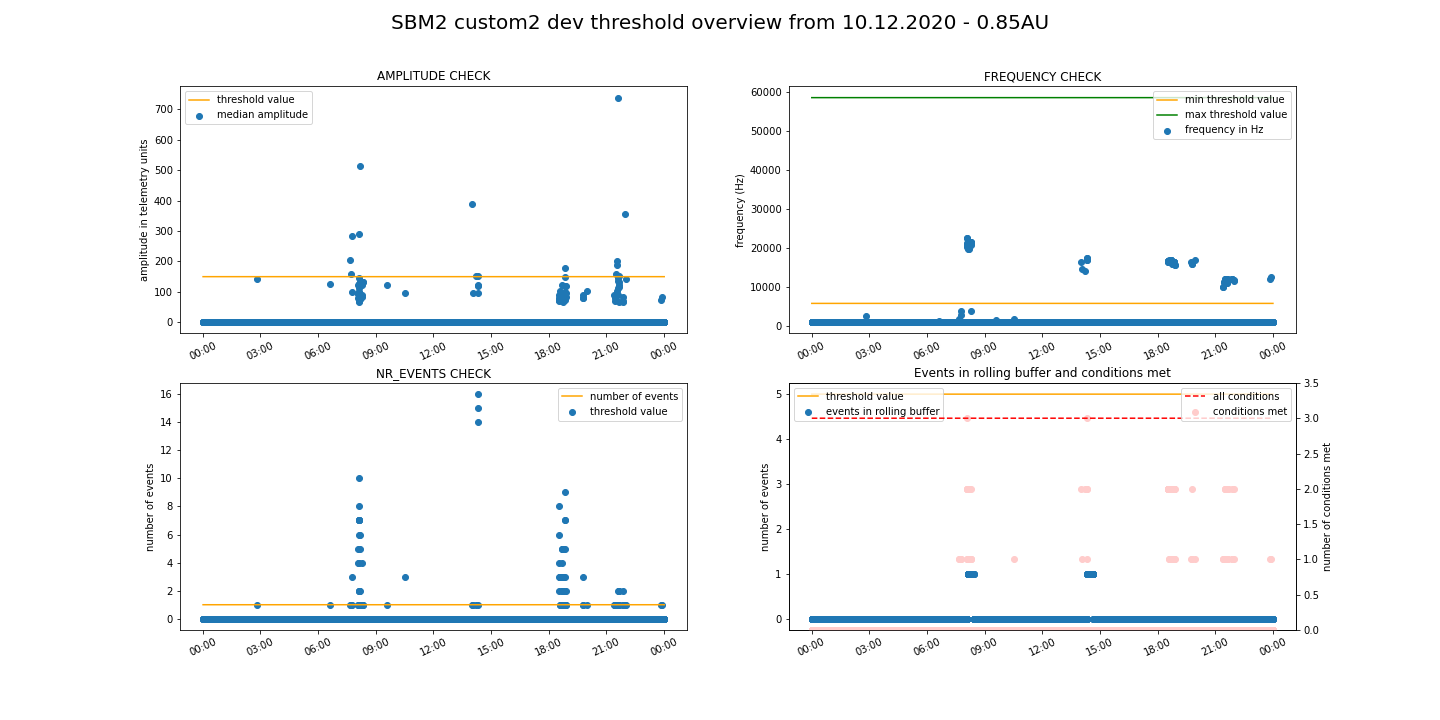 SBM2 custom2 dev threshold overview from 10.12.2020 - 0.85AU
AMPLITUDE CHECK
threshold value
median amplitude
amplitude in telemetry units
700
600
500
400
300
200
100
0
00:00 03:00 06:00 09:00 12:00 15:00 18:00 21:00 00:00
FREQUENCY CHECK
min threshold value
max threshold value
frequency in Hz
frequency (Hz)
60000
50000
40000
30000
20000
10000
0
00:00 03:00 06:00 09:00 12:00 15:00 18:00 21:00 00:00
NR_EVENTS CHECK
number of events
threshold value
number of events
16
14
12
10
8
6
4
2
0
00:00 03:00 06:00 09:00 12:00 15:00 18:00 21:00 00:00
Events in rolling buffer and conditions met
threshold value
events in rolling buffer
all conditions
conditions met
number of events
5
4
3
2
1
0
3.5
3.0
2.5
2.0
1.5
1.0
0.5
0.0
number of conditions met
00:00 03:00 06:00 09:00 12:00 15:00 18:00 21:00 00:00